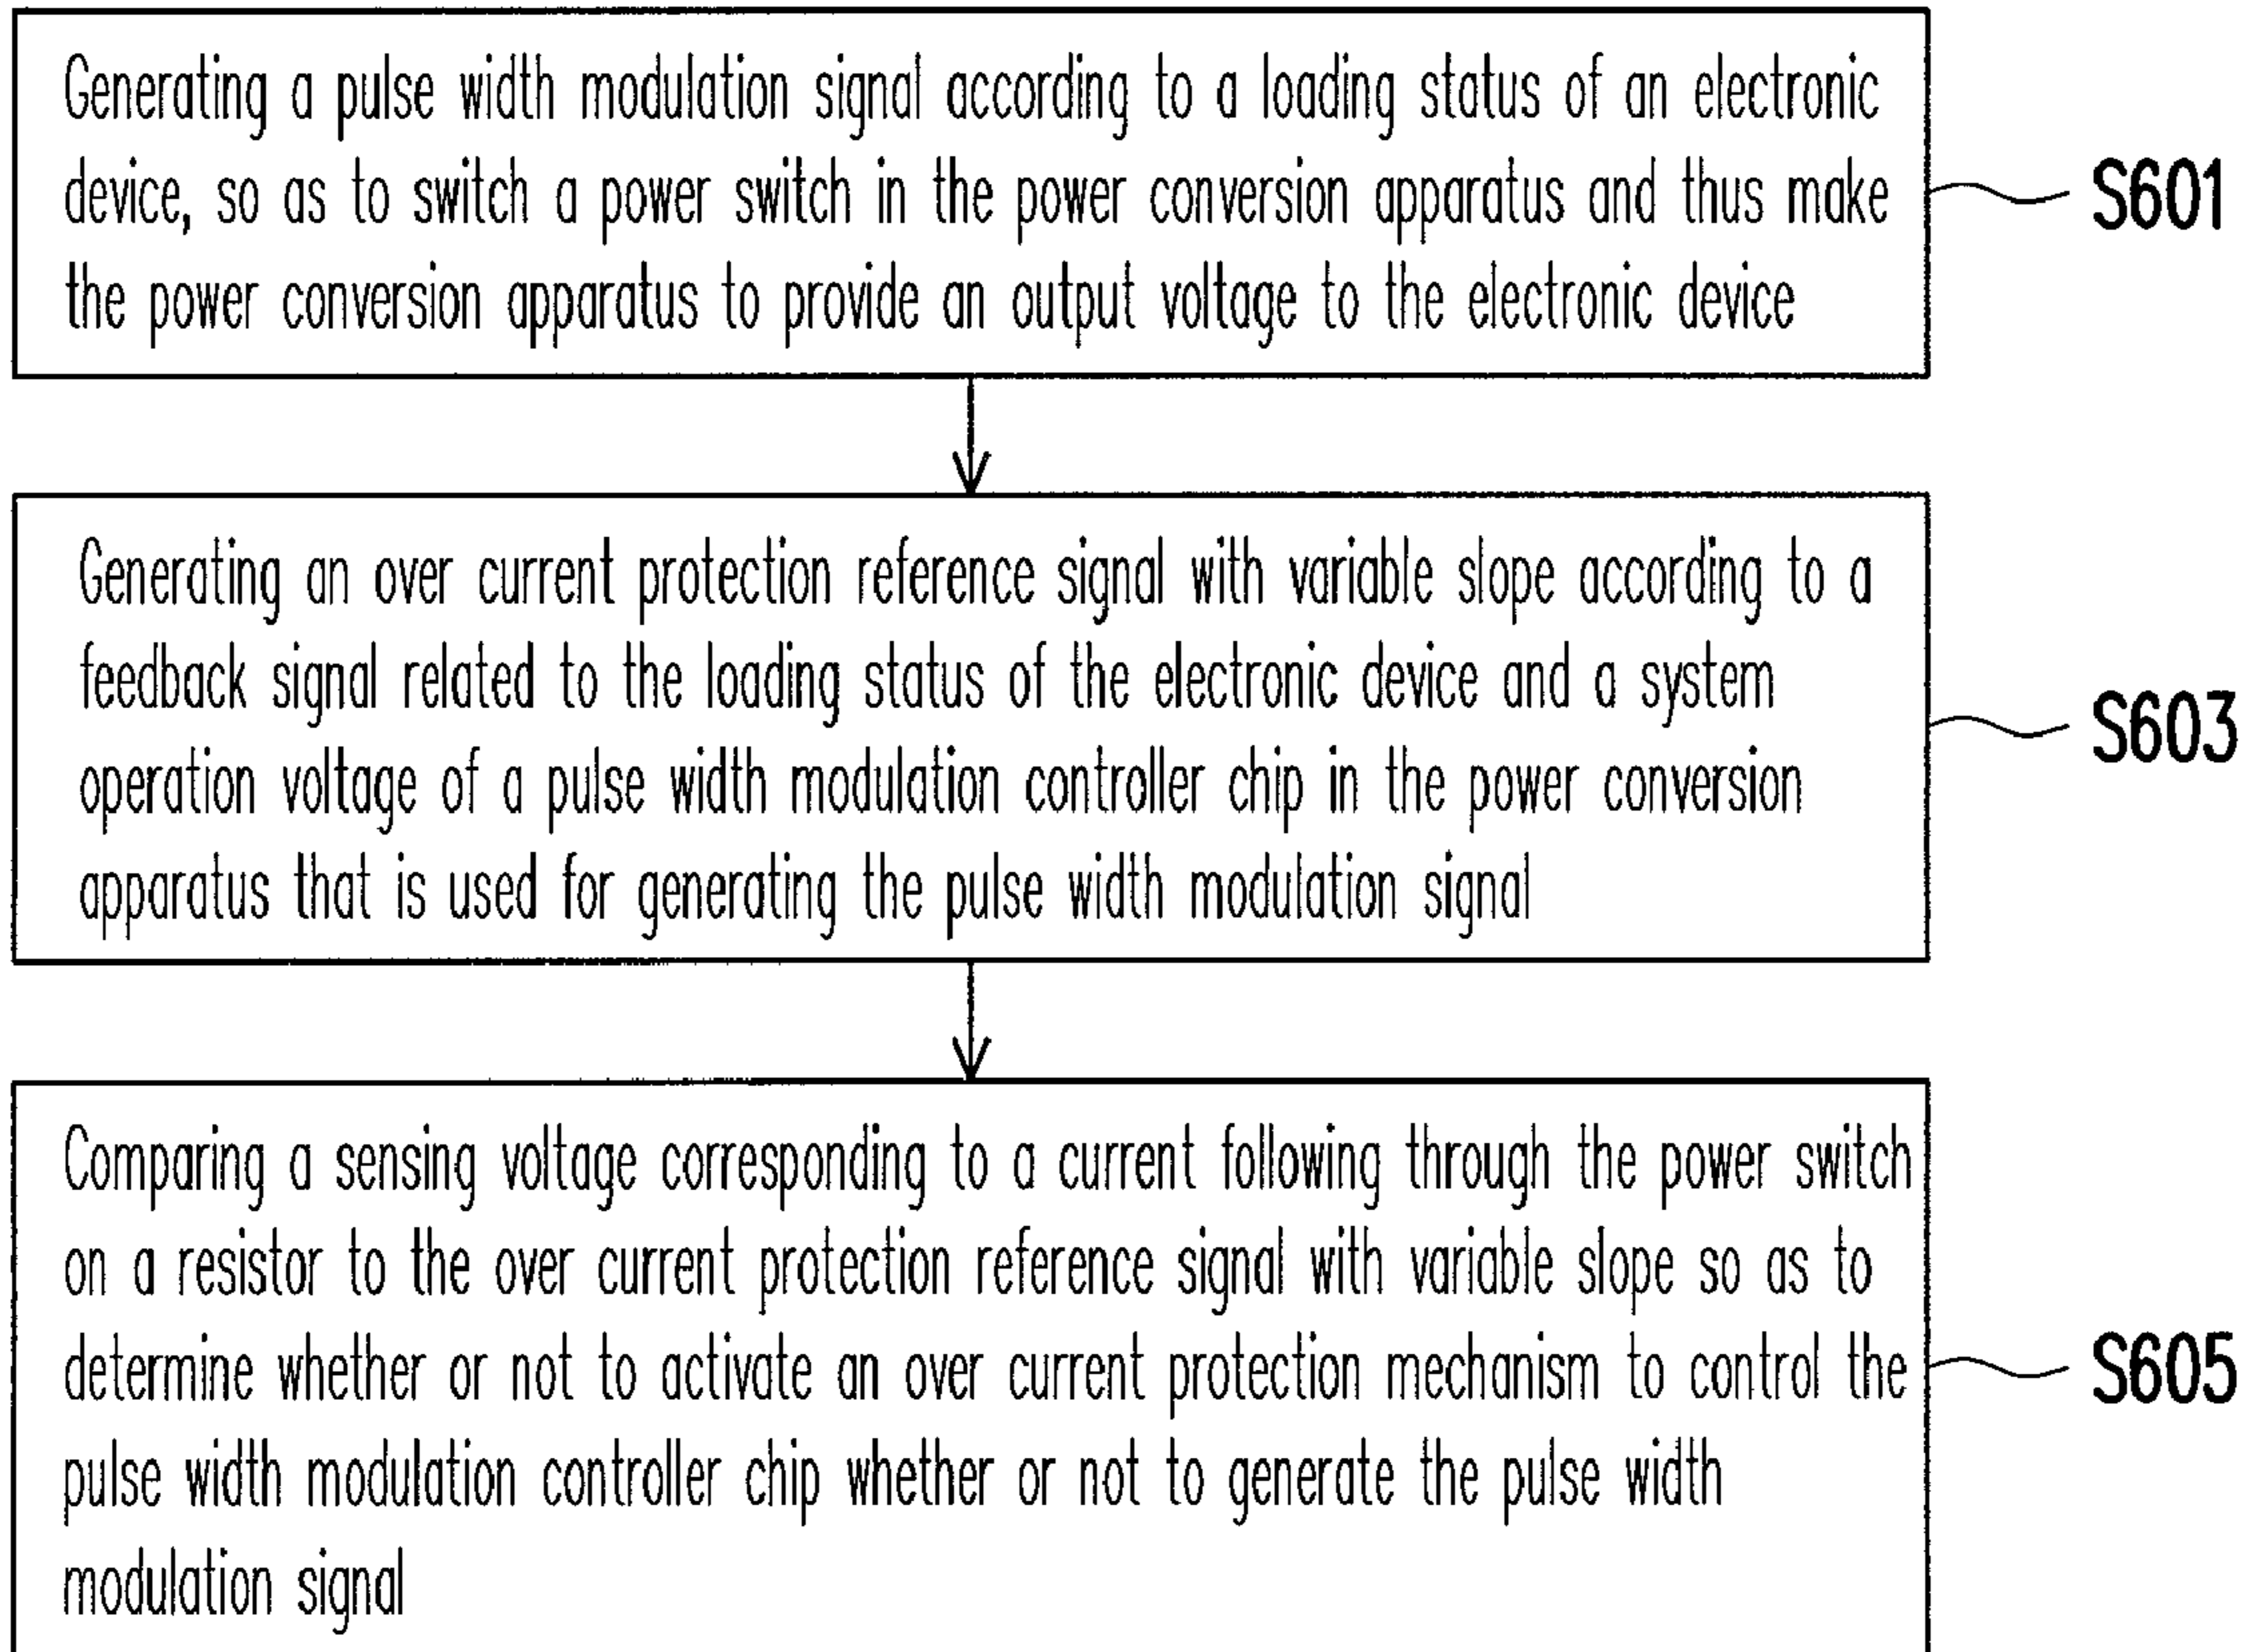 Generating a pulse width modulation signal according to a loading status of an electronic
device, so as to switch a power switch in the power conversion apparatus and thus make
the power conversion apparatus to provide an output voltage to the electronic device
S601
Generating an over current protection reference signal with variable slope according to a
feedback signal related to the loading status of the electronic device and a system
operation voltage of a pulse width modulation controller chip in the power conversion
apparatus that is used for generating the pulse width modulation signal
S603
Comparing a sensing voltage corresponding to a current following through the power switch
on a resistor to the over current protection reference signal with variable slope so as to
determine whether or not to activate an over current protection mechanism to control the
pulse width modulation controller chip whether or not to generate the pulse width
modulation signal
S605